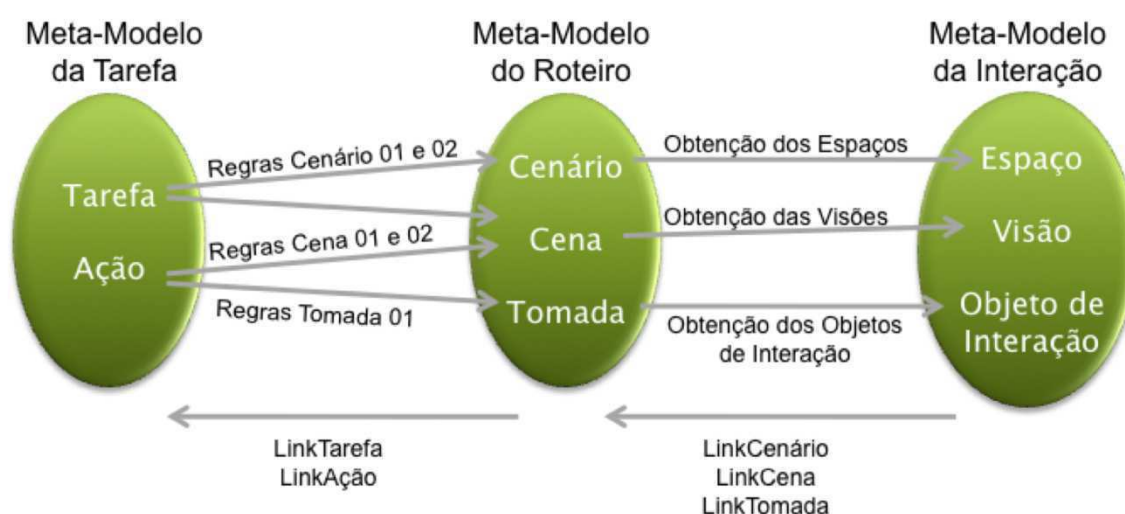 Meta-Modelo
da Tarefa
Meta-Modelo
do Roteiro
Meta-Modelo
da Interação
Tarefa
Ação
Regras Cenário 01 e 02
Regras Cena 01 e 02
Regras Tomada 01
Cenário
Cena
Tomada
Obtenção dos Espaços
Obtenção das Visões
Obtenção dos Objetos
de Interação
Espaço
Visão
Objeto de
Interação
LinkTarefa
LinkAção
LinkCenário
LinkCena
LinkTomada